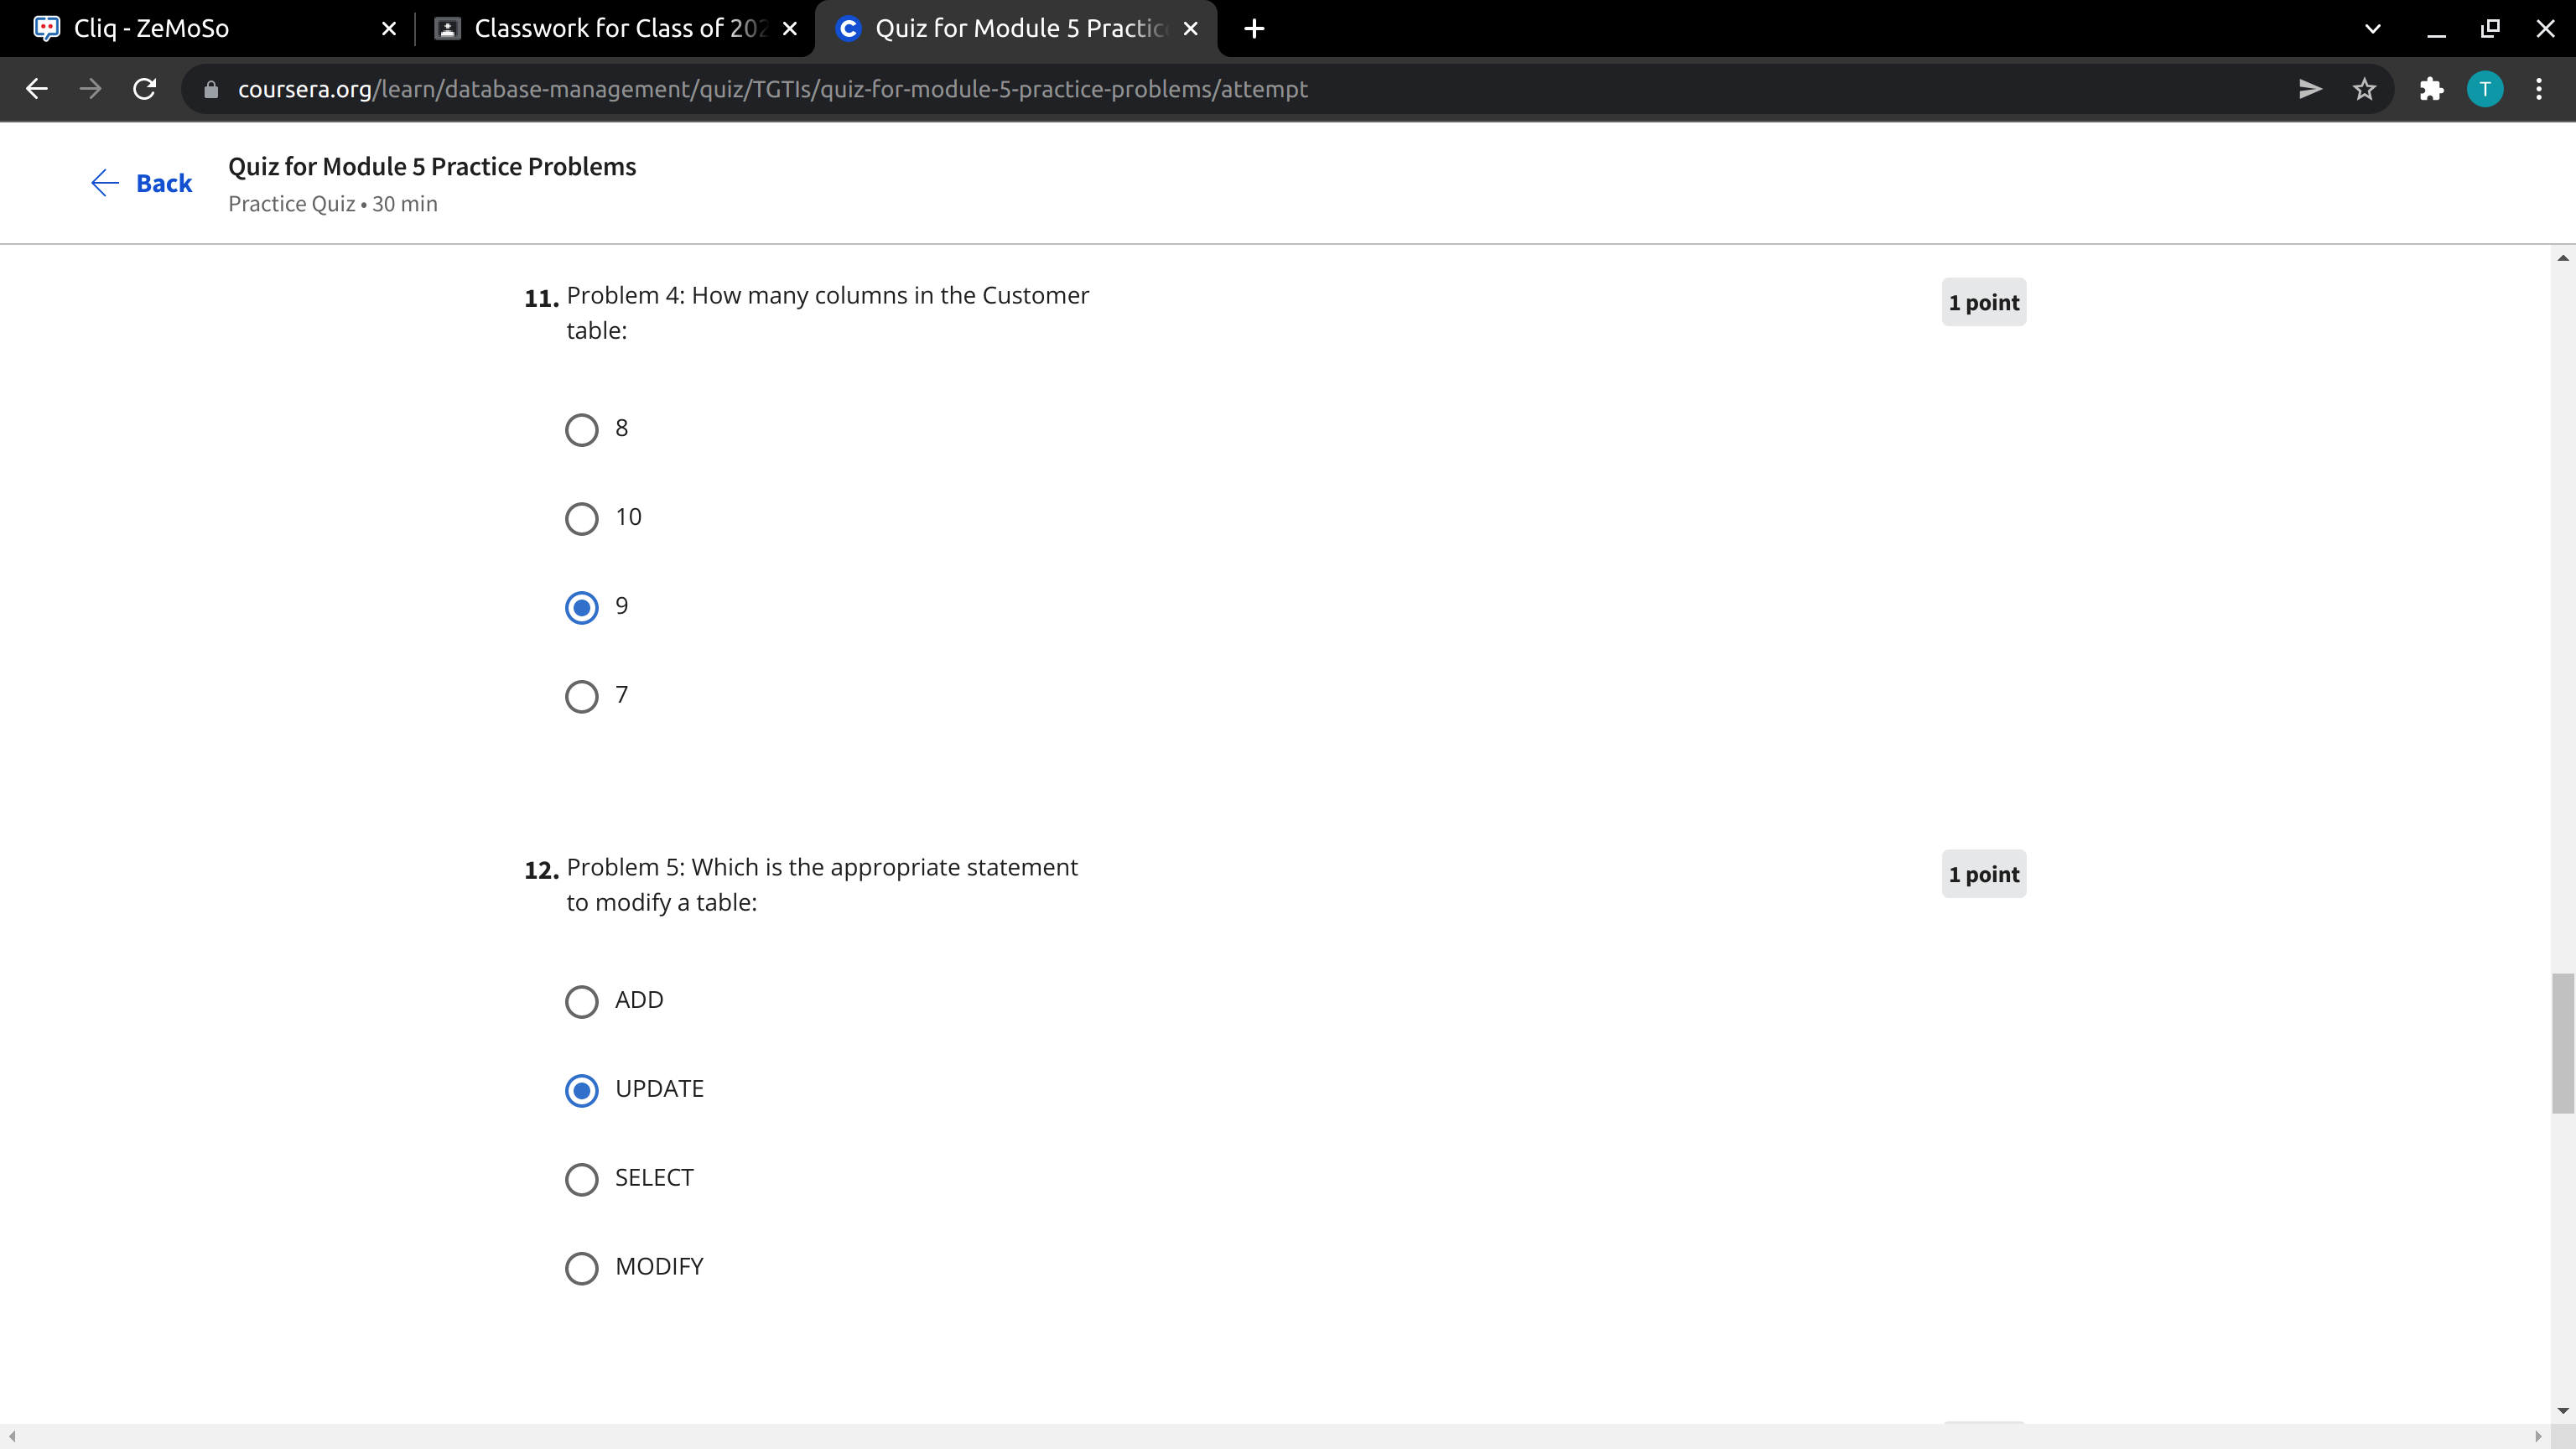 Cliq - ZeMoSo
Classwork for Class of 202
Quiz for Module 5 Practic
coursera.org/learn/database-management/quiz/TGTIs/quiz-for-module-5-practice-problems/attempt
T
Back
Quiz for Module 5 Practice Problems
Practice Quiz • 30 min
11. Problem 4: How many columns in the Customer
table:
1 point
8
10
9
7
12. Problem 5: Which is the appropriate statement
to modify a table:
1 point
ADD
UPDATE
SELECT
MODIFY